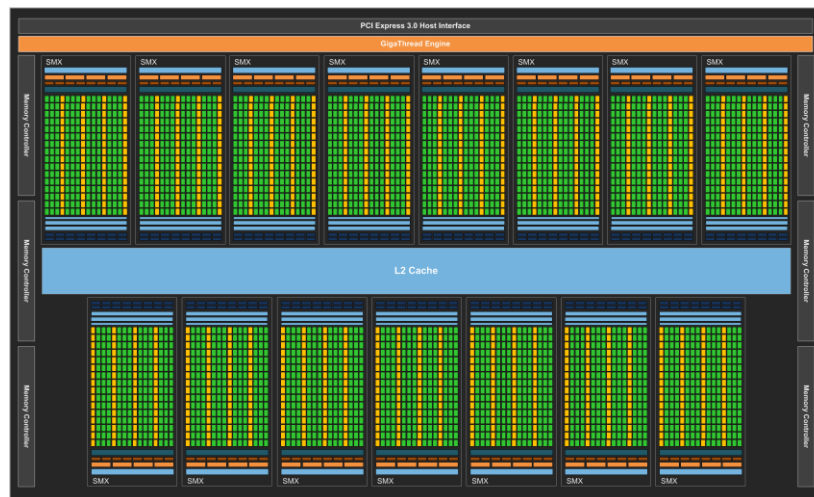 PCI Express 3.0 Host Interface
GigaThread Engine
SMX SMX SMX SMX SMX SMX SMX SMX
Memory Controller
Memory Controller
Memory Controller
Memory Controller
Memory Controller
Memory Controller
L2 Cache
SMX SMX SMX SMX SMX SMX SMX